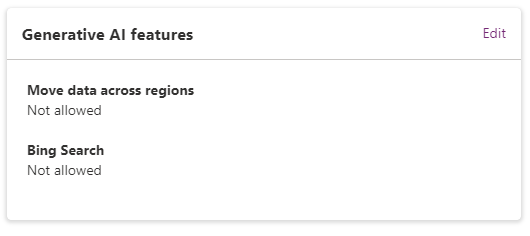 Generative AI features
Edit
Move data across regions
Not allowed
Bing Search
Not allowed